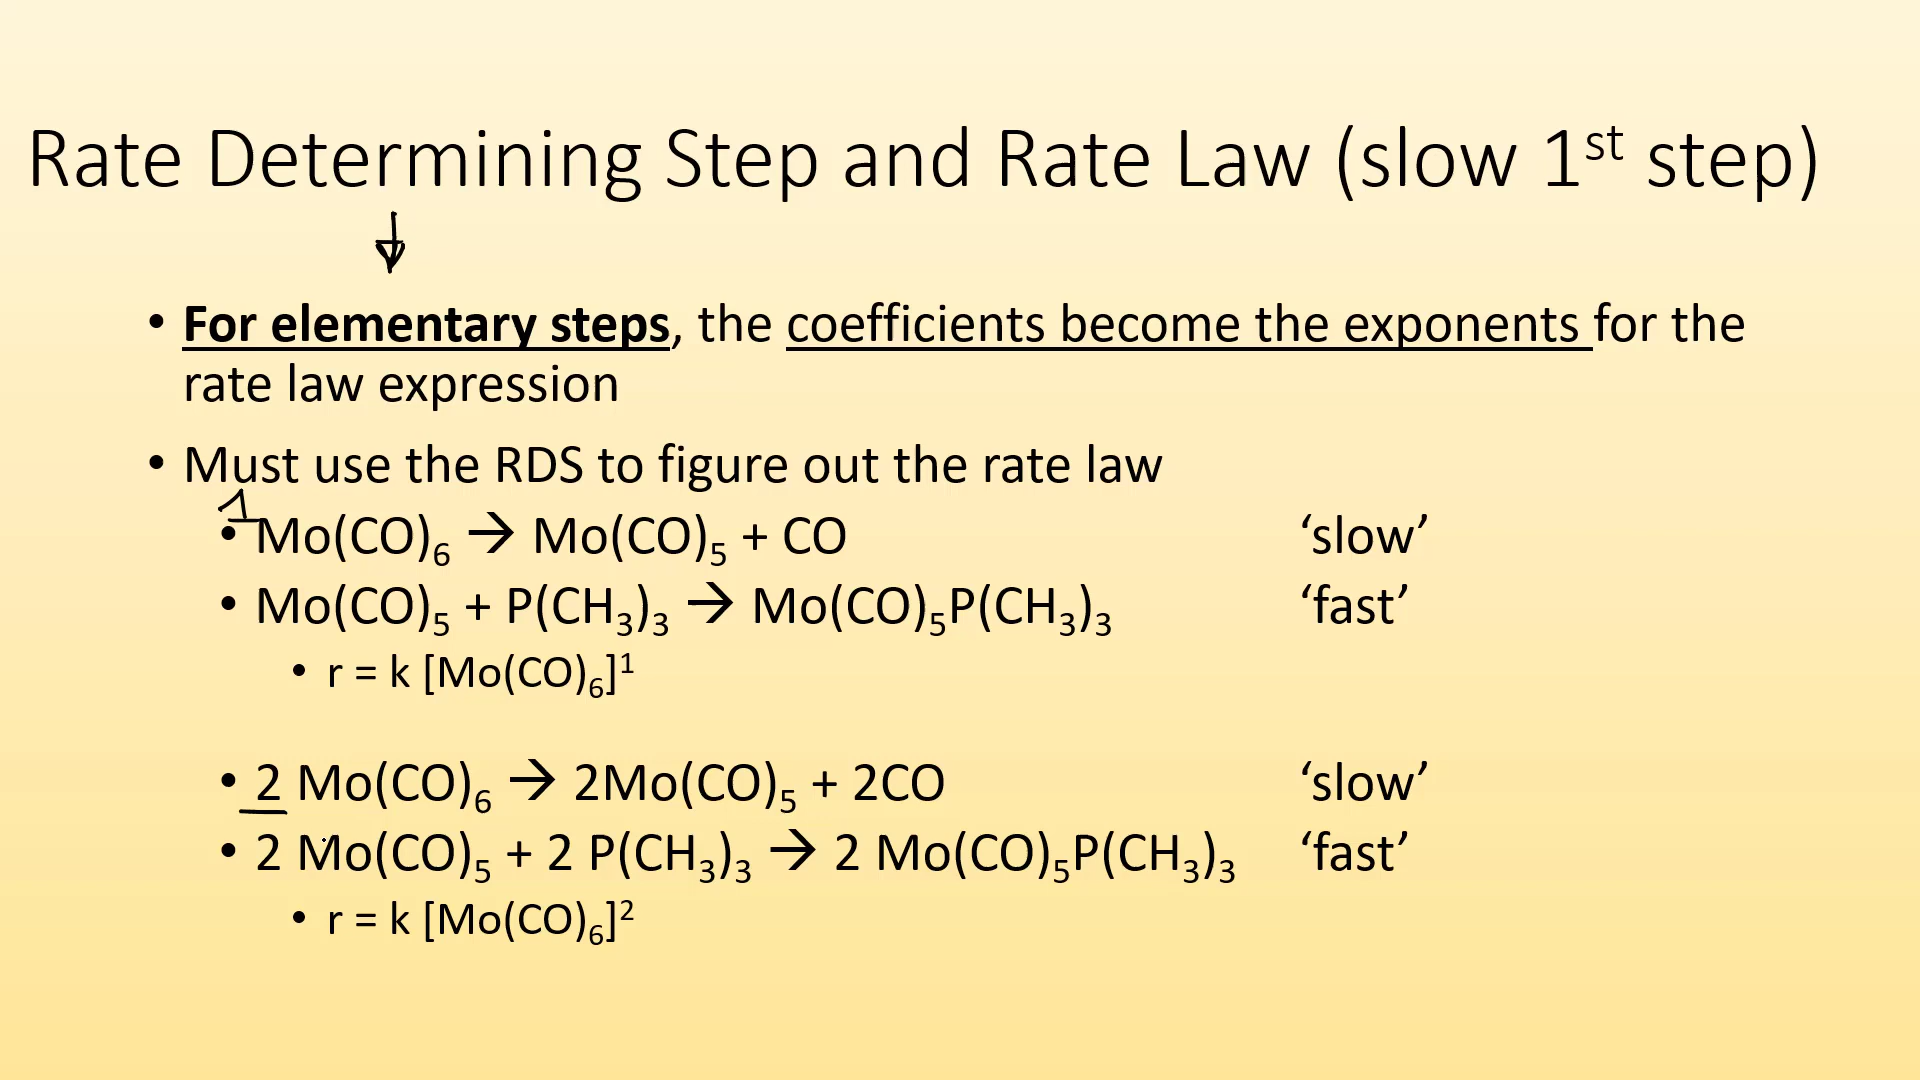 Rate Determining Step and Rate Law (slow 1st step)
• For elementary steps, the coefficients become the exponents for the
rate law expression
• Must use the RDS to figure out the rate law
1
• Mo(CO)₆ → Mo(CO)₅ + CO ‘slow’
• Mo(CO)₅ + P(CH₃)₃ → Mo(CO)₅P(CH₃)₃ ‘fast’
• r = k [Mo(CO)₆]¹
• 2 Mo(CO)₆ → 2Mo(CO)₅ + 2CO ‘slow’
• 2 Mo(CO)₅ + 2 P(CH₃)₃ → 2 Mo(CO)₅P(CH₃)₃ ‘fast’
• r = k [Mo(CO)₆]²